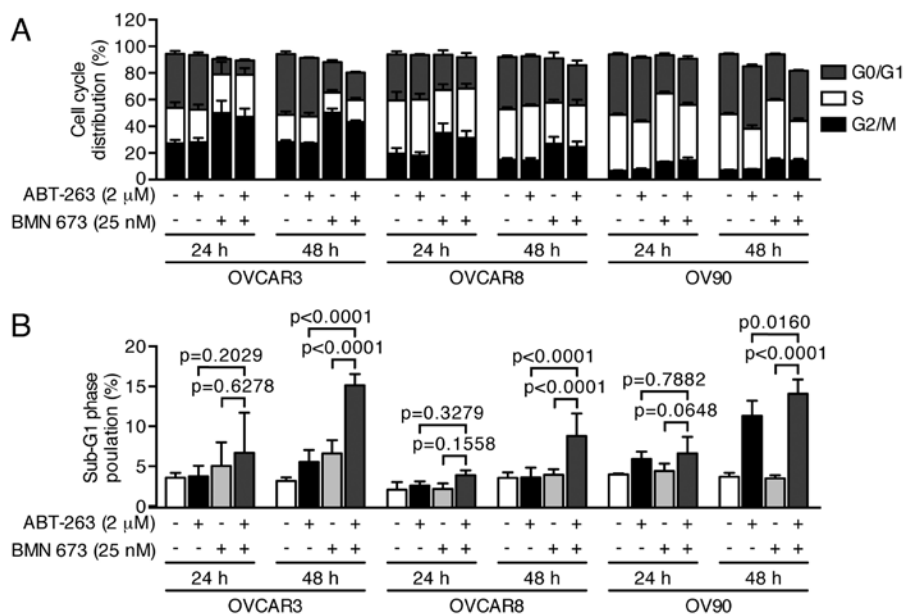 A
Cell cycle
distribution (%)
120
100
80
60
40
20
0
G0/G1
S
G2/M
ABT-263 (2 μM) - + - + - + - + - + - + - + - + - + - + - + - +
BMN 673 (25 nM) - - + + - - + + - - + + - - + + - - + + - - + +
24 h 48 h 24 h 48 h 24 h 48 h
OVCAR3 OVCAR8 OV90
B
Sub-G1 phase
poulation (%)
20
15
10
5
0
p=0.2029
p=0.6278
p<0.0001
p<0.0001
p=0.3279
p=0.1558
p<0.0001
p<0.0001
p=0.7882
p=0.0648
p0.0160
p<0.0001
ABT-263 (2 μM) - + - + - + - + - + - + - + - + - + - + - + - +
BMN 673 (25 nM) - - + + - - + + - - + + - - + + - - + + - - + +
24 h 48 h 24 h 48 h 24 h 48 h
OVCAR3 OVCAR8 OV90